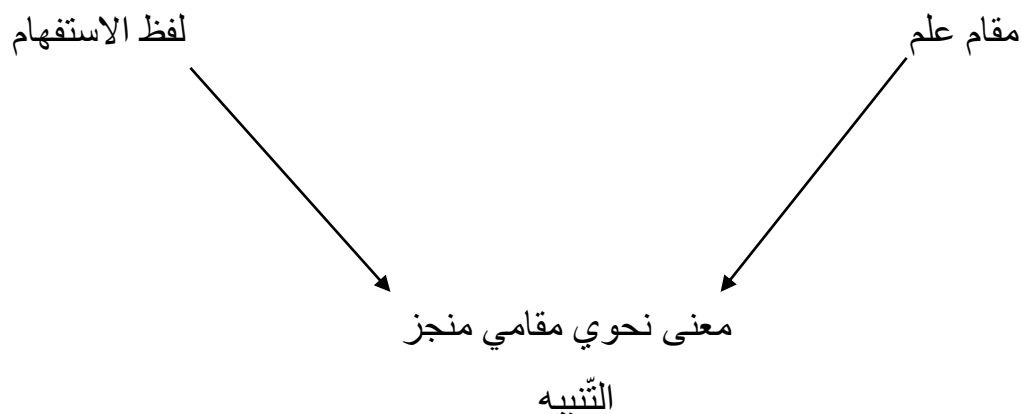 مقام علم
لفظ الاستفهام
معنى نحوي مقامي منجز
التّنبيه